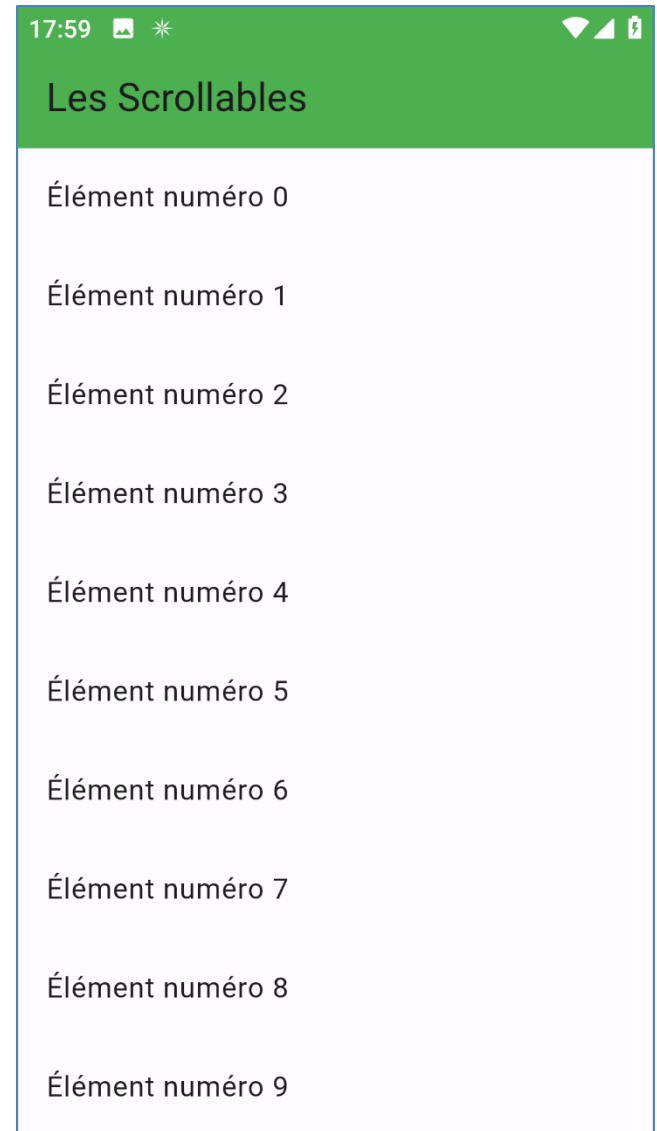 17:59
Les Scrollables
Élément numéro 0
Élément numéro 1
Élément numéro 2
Élément numéro 3
Élément numéro 4
Élément numéro 5
Élément numéro 6
Élément numéro 7
Élément numéro 8
Élément numéro 9